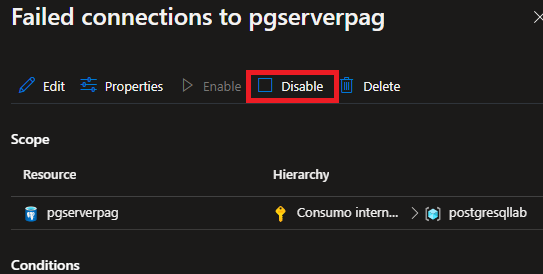 Failed connections to pgserverpag
Edit Properties Enable Disable Delete
Scope
Resource Hierarchy
pgserverpag Consumo intern... > postgresqllab
Conditions